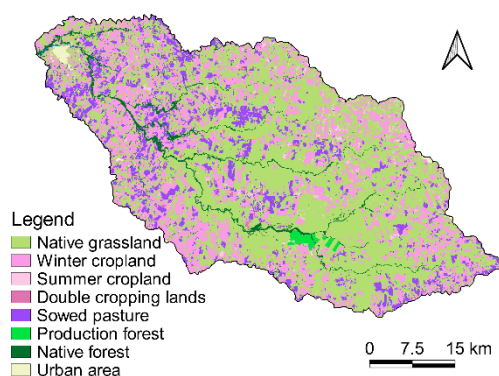 Legend
Native grassland
Winter cropland
Summer cropland
Double cropping lands
Sowed pasture
Production forest
Native forest
Urban area
0 7.5 15 km